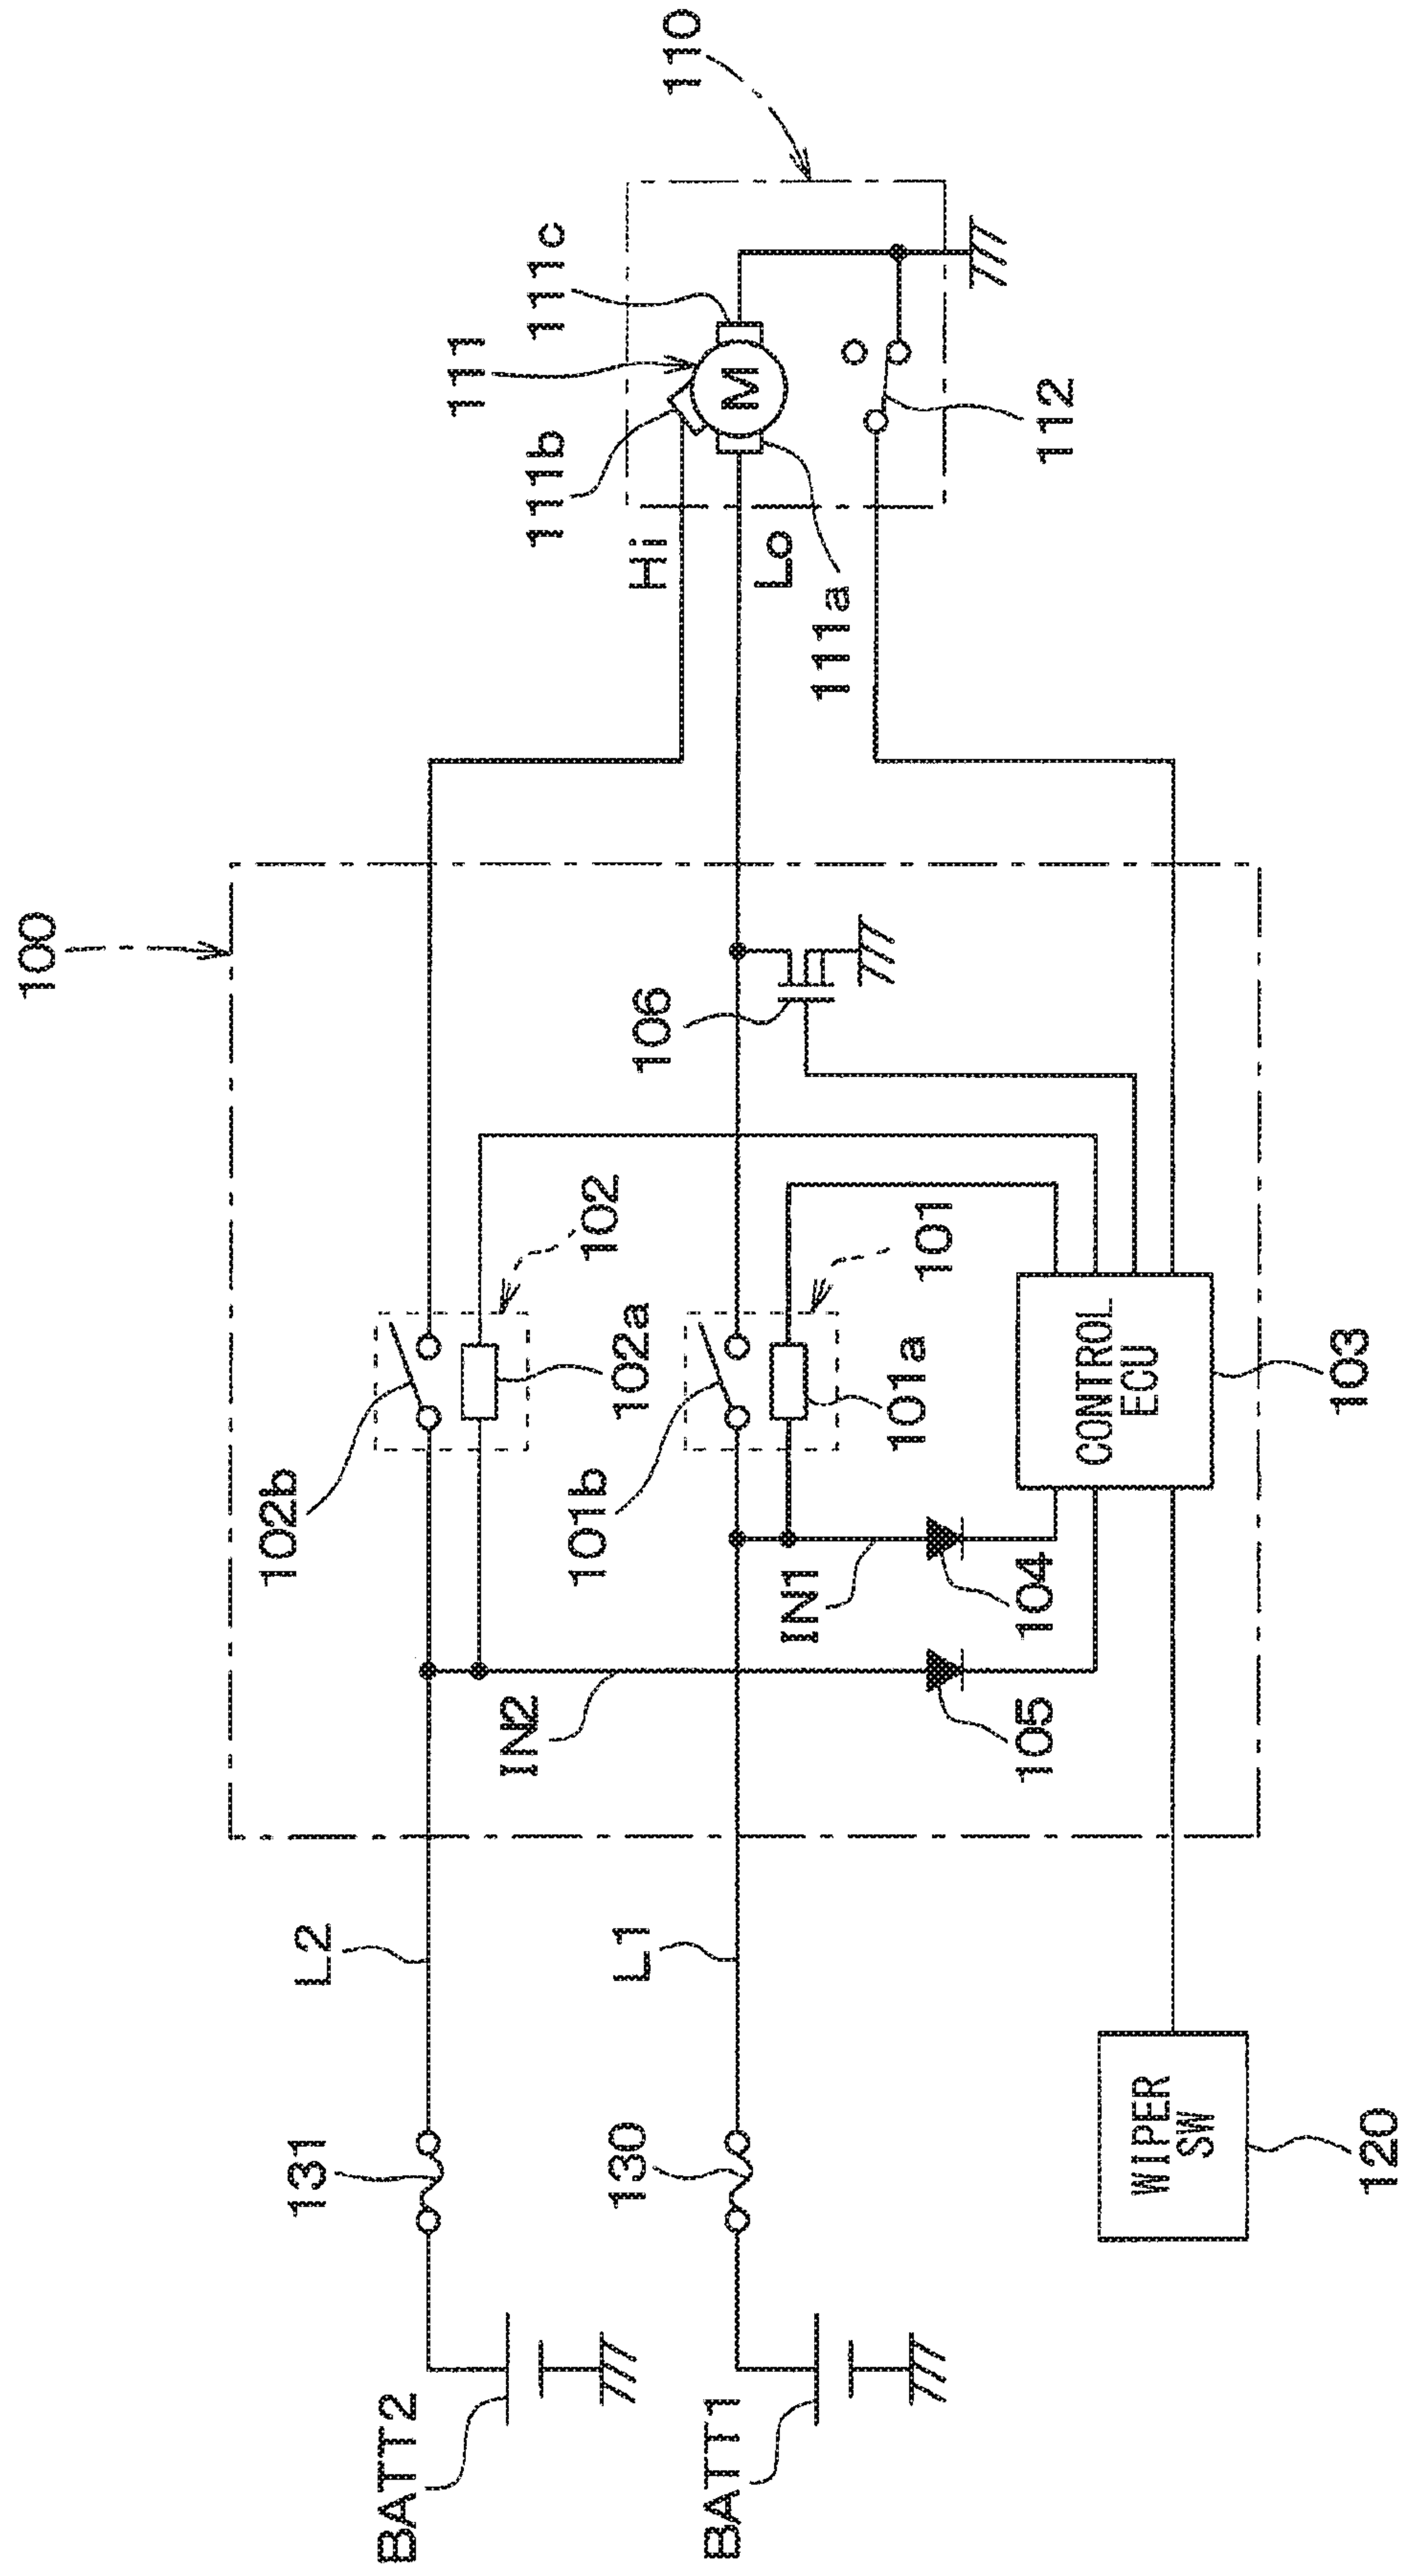 100
110
111
111c
111b
Hi
Lo
111a
112
106
102
102b
102a
101
101b
101a
CONTROL
ECU
103
IN1
104
IN2
105
L2
L1
131
130
WIPER
SW
120
BATT2
BATT1